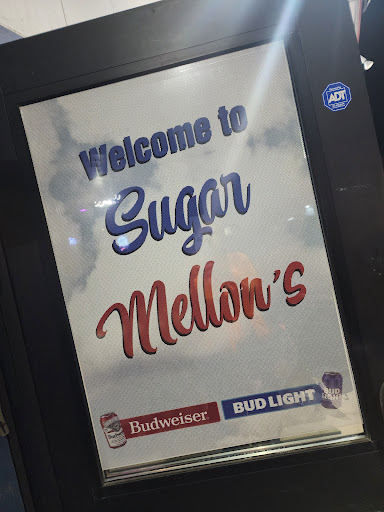 Welcome to
Sugar
Mellon's
ADT
Budweiser
BUD LIGHT